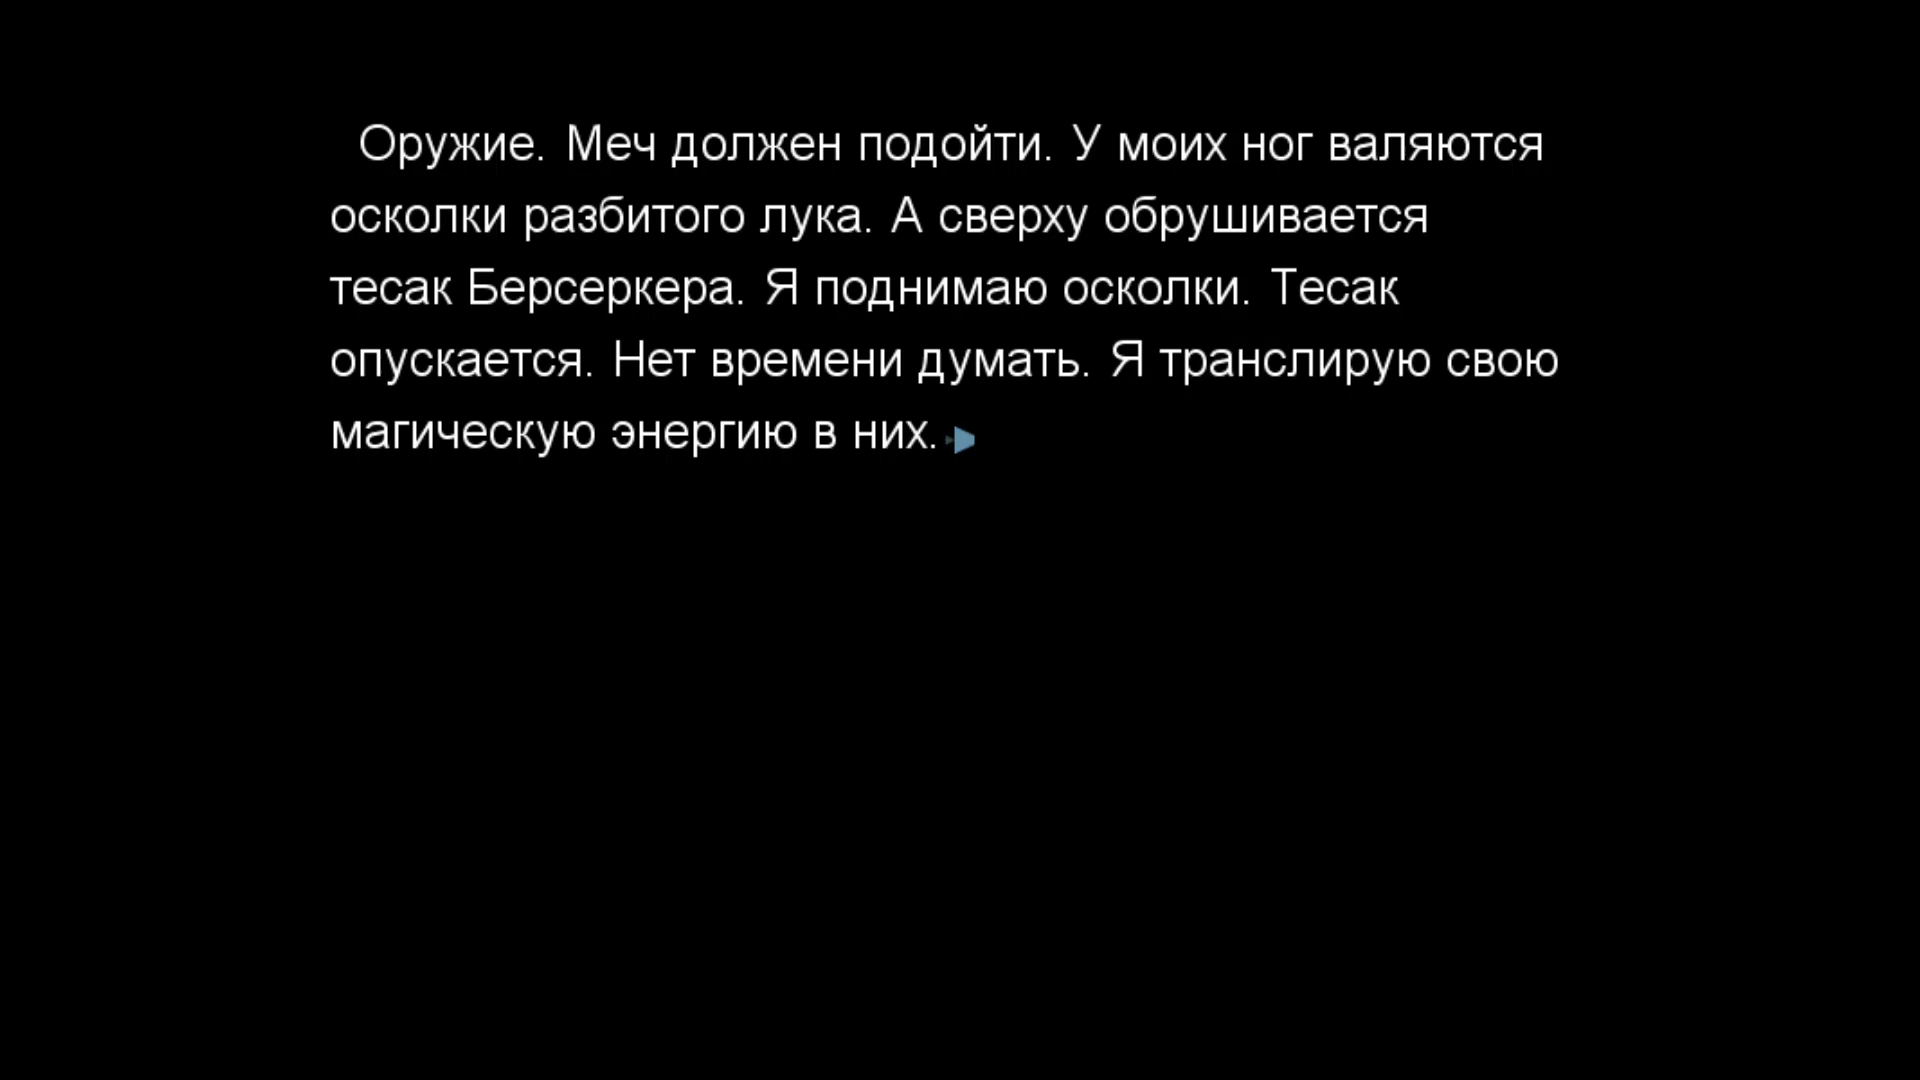 Оружие. Меч должен подойти. У моих ног валяются
осколки разбитого лука. А сверху обрушивается
тесак Берсеркера. Я поднимаю осколки. Тесак
опускается. Нет времени думать. Я транслирую свою
магическую энергию в них.